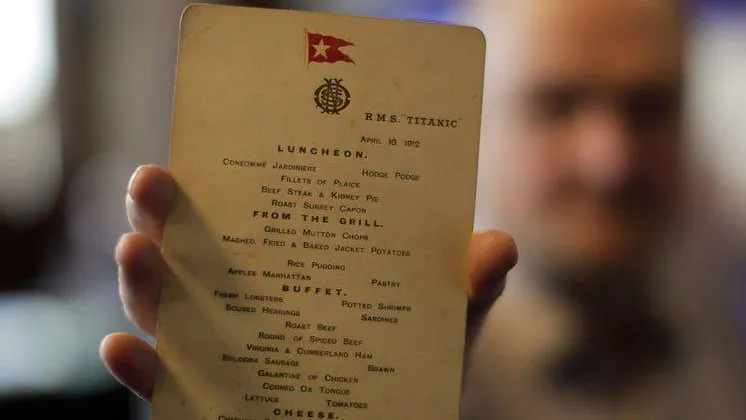 R.M.S. "TITANIC"
APRIL 10, 1912.
LUNCHEON.
CONSOMMÉ JARDINIERE HODGE PODGE
FILLETS OF PLAICE
BEEF STEAK & KIDNEY PIE
ROAST SURREY CAPON
FROM THE GRILL.
GRILLED MUTTON CHOPS
MASHED, FRIED & BAKED JACKET POTATOES
RICE PUDDING
APPLES MANHATTAN PASTRY
BUFFET.
FRESH LOBSTERS POTTED SHRIMPS
SOUSED HERRINGS SARDINES
ROAST BEEF
ROUND OF SPICED BEEF
VIRGINIA & CUMBERLAND HAM
BOLOGNA SAUSAGE BRAWN
GALANTINE OF CHICKEN
CORNED OX TONGUE
LETTUCE TOMATOES
CHEESE.